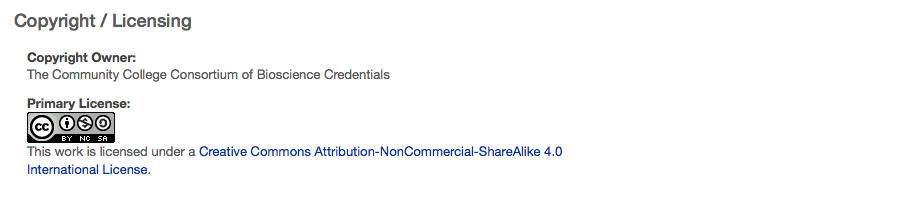 Copyright / Licensing
Copyright Owner:
The Community College Consortium of Bioscience Credentials
Primary License:
cc
BY NC SA
This work is licensed under a Creative Commons Attribution-NonCommercial-ShareAlike 4.0
International License.